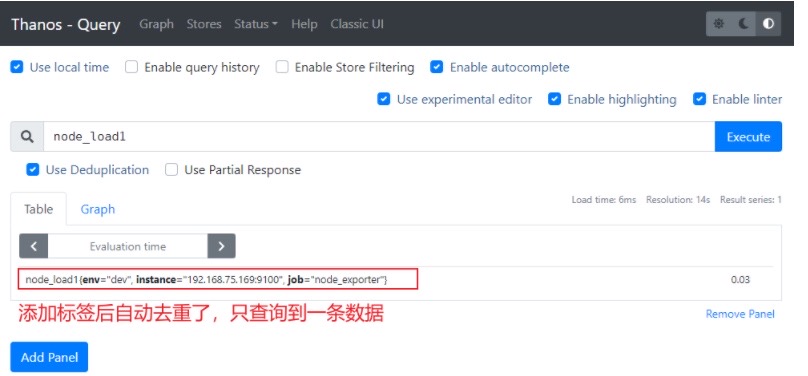 Thanos - Query Graph Stores Status Help Classic UI
Use local time Enable query history Enable Store Filtering Enable autocomplete
Use experimental editor Enable highlighting Enable linter
node_load1 Execute
Use Deduplication Use Partial Response
Load time: 6ms Resolution: 14s Result series: 1
Table Graph
Evaluation time
node_load1{env="dev", instance="192.168.75.169:9100", job="node_exporter"} 0.03
添加标签后自动去重了，只查询到一条数据
Remove Panel
Add Panel